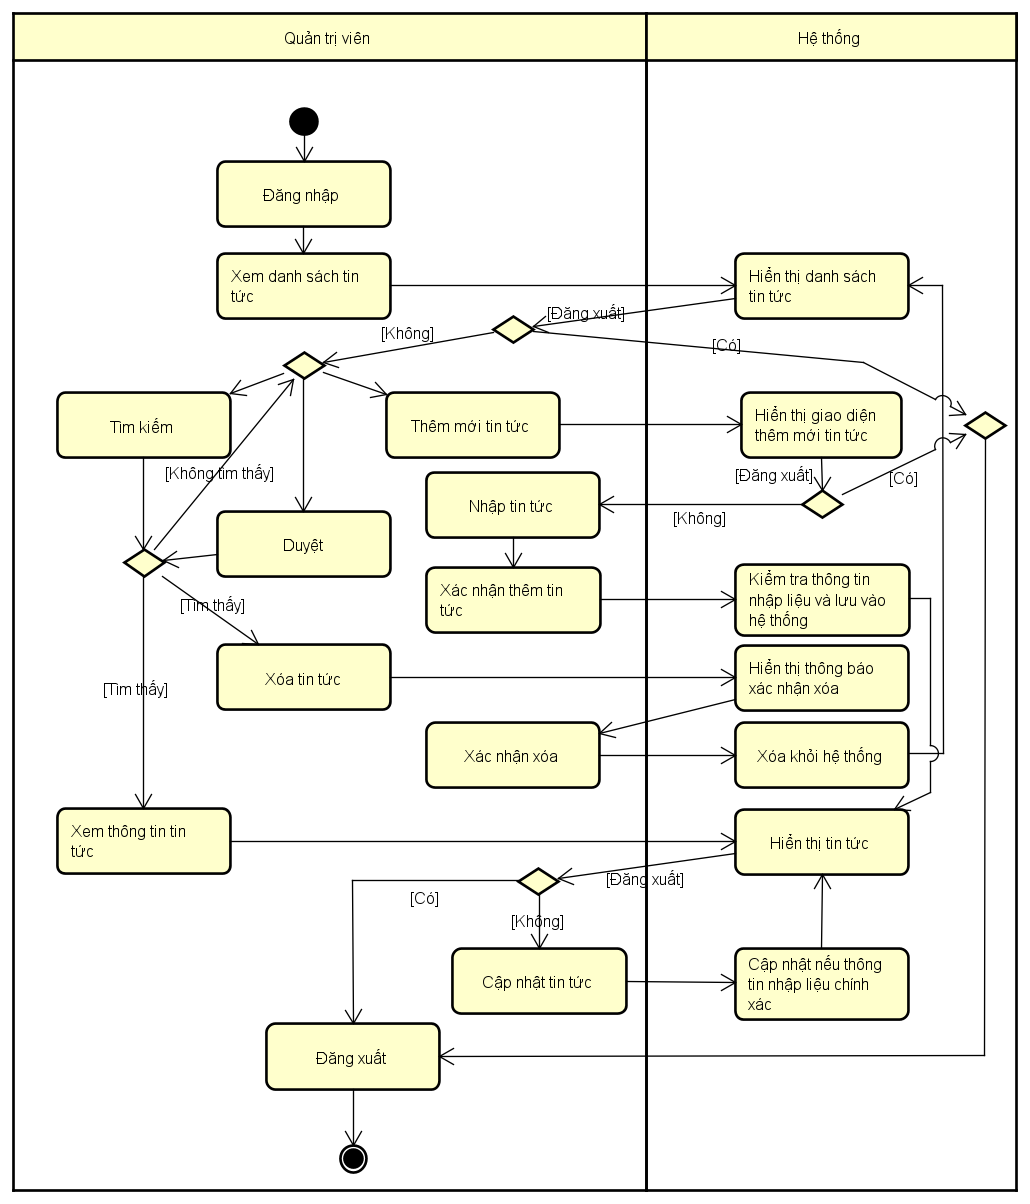 Quản trị viên
Hệ thống
Đăng nhập
Xem danh sách tin
tức
Hiển thị danh sách
tin tức
[Đăng xuất]
[Không]
[Có]
Tìm kiếm
Thêm mới tin tức
Hiển thị giao diện
thêm mới tin tức
[Không tìm thấy]
[Đăng xuất]
[Có]
Nhập tin tức
[Không]
Duyệt
Xác nhận thêm tin
tức
Kiểm tra thông tin
nhập liệu và lưu vào
hệ thống
[Tìm thấy]
Xóa tin tức
Hiển thị thông báo
xác nhận xóa
[Tìm thấy]
Xác nhận xóa
Xóa khỏi hệ thống
Xem thông tin tin
tức
Hiển thị tin tức
[Đăng xuất]
[Có]
[Không]
Cập nhật tin tức
Cập nhật nếu thông
tin nhập liệu chính
xác
Đăng xuất